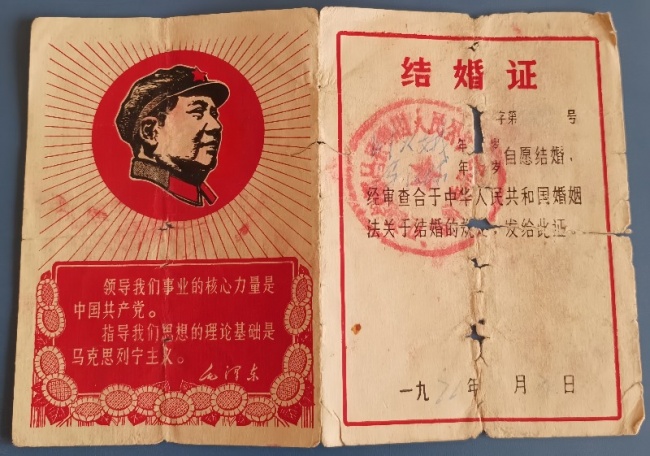 领导我们事业的核心力量是
中国共产党。
指导我们思想的理论基础是
马克思列宁主义。
毛泽东
结婚证
字第 号
年 岁
年 岁 自愿结婚，
经审查合于中华人民共和国婚姻
法关于结婚的规定，发给此证。
人
一九 年 月 日